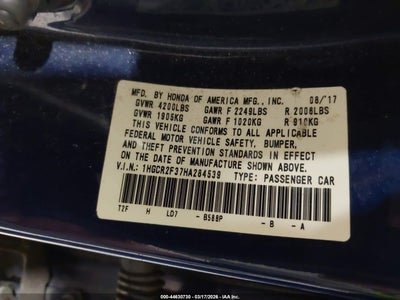 MFD. BY HONDA OF AMERICA MFG., INC. 06/17
GVWR 4200LBS GAWR F 2249LBS R 2006LBS
GVWR 1905KG GAWR F 1020KG R 910KG
THIS VEHICLE CONFORMS TO ALL APPLICABLE
FEDERAL MOTOR VEHICLE SAFETY, BUMPER,
AND THEFT PREVENTION STANDARDS IN EFFECT
ON THE DATE OF MANUFACTURE SHOWN ABOVE.
V.I.N.: 1HGCR2F37HA284539 TYPE: PASSENGER CAR
T2F H LD7 -B588P -B -A
000-44630730 - 03/17/2026 - IAA Inc.